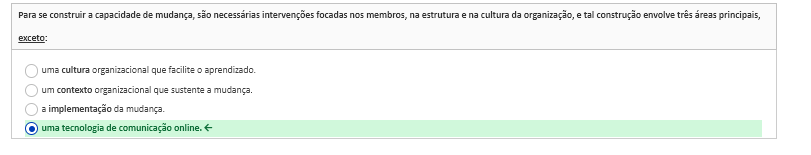 Para se construir a capacidade de mudança, são necessárias intervenções focadas nos membros, na estrutura e na cultura da organização, e tal construção envolve três áreas principais,
exceto:
uma cultura organizacional que facilite o aprendizado.
um contexto organizacional que sustente a mudança.
a implementação da mudança.
uma tecnologia de comunicação online. ←